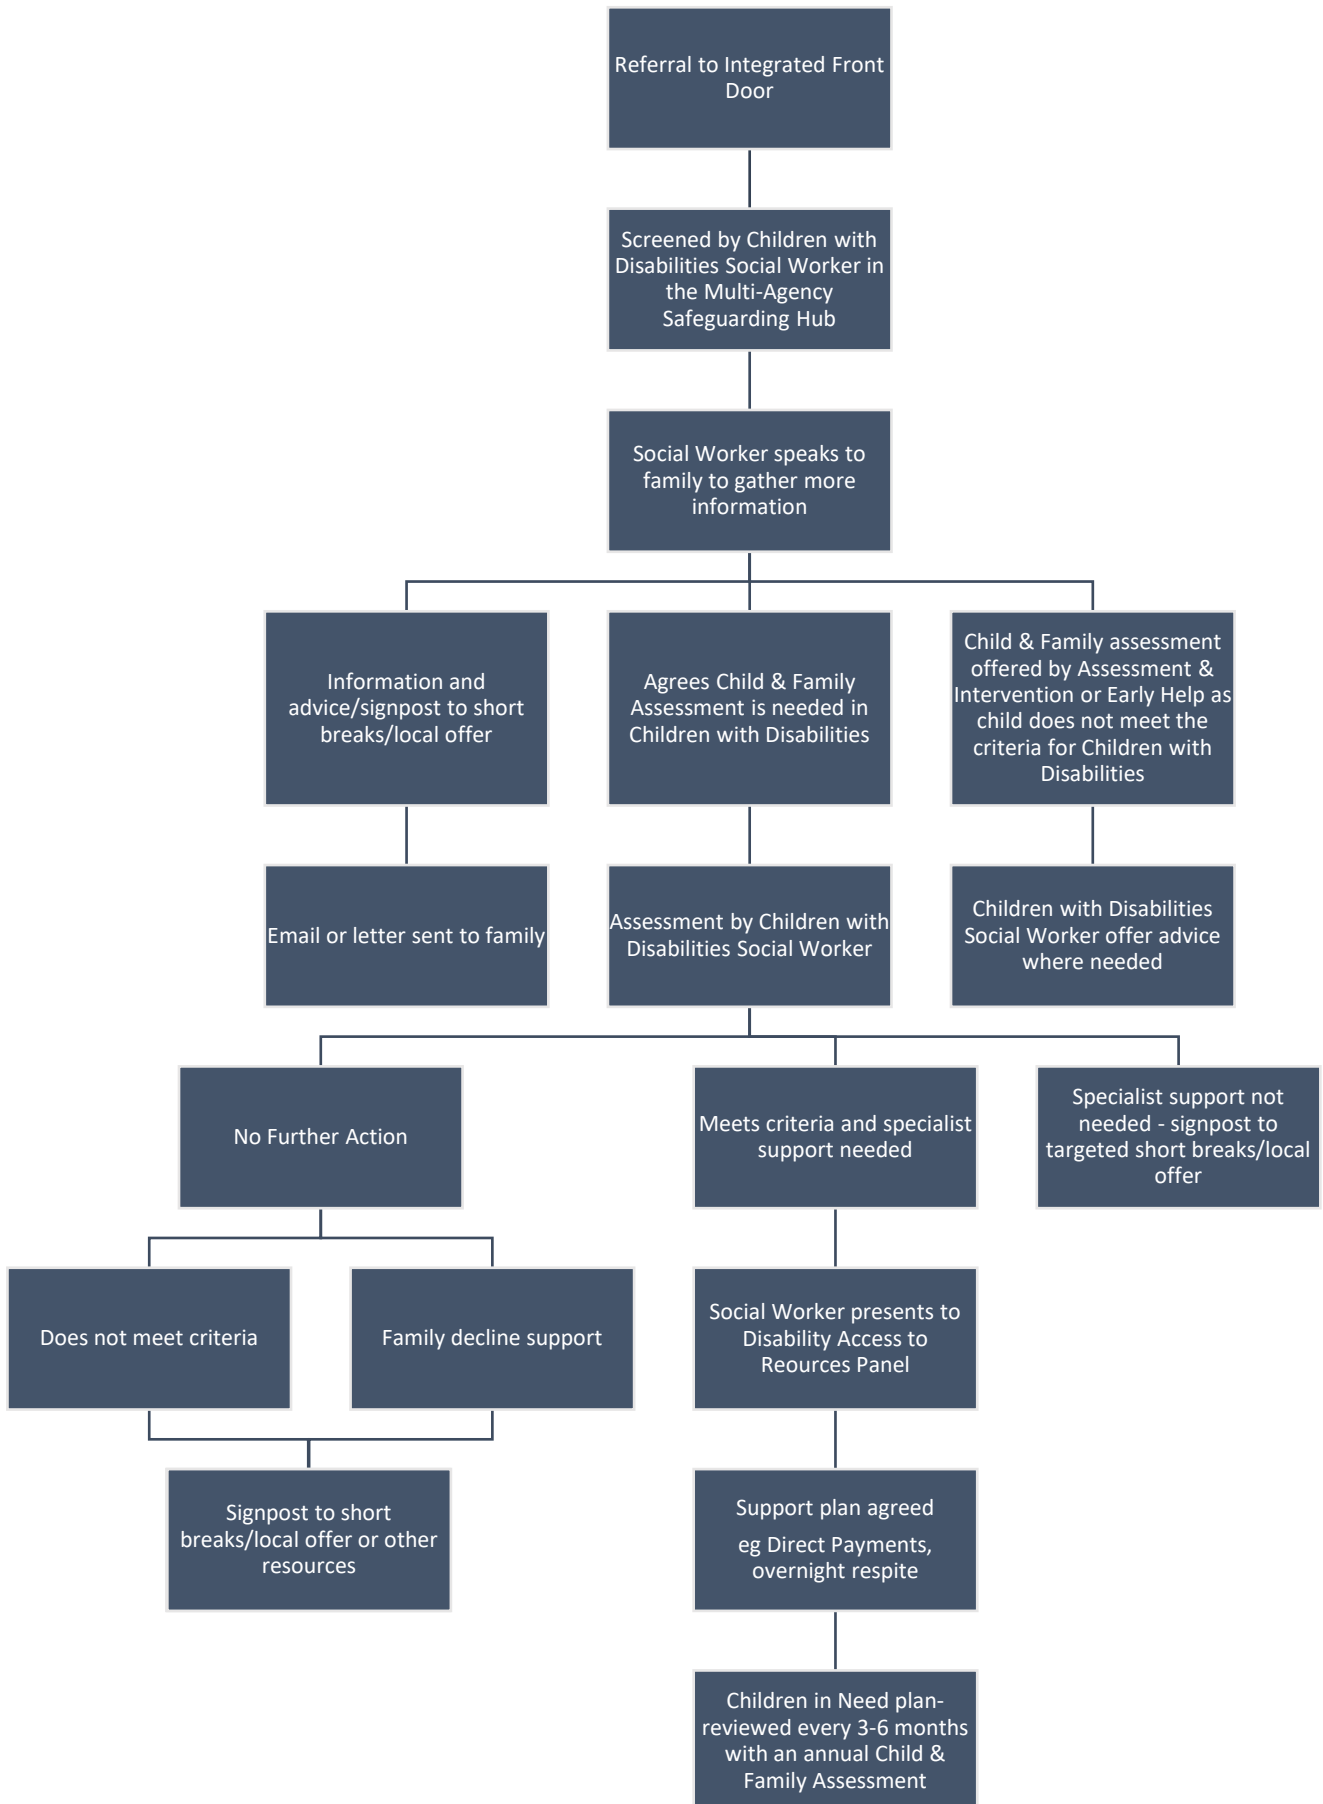 Referral to Integrated Front
Door
Screened by Children with
Disabilities Social Worker in
the Multi-Agency
Safeguarding Hub
Social Worker speaks to
family to gather more
information
Information and
advice/signpost to short
breaks/local offer
Agrees Child & Family
Assessment is needed in
Children with Disabilities
Child & Family assessment
offered by Assessment &
Intervention or Early Help as
child does not meet the
criteria for Children with
Disabilities
Email or letter sent to family
Assessment by Children with
Disabilities Social Worker
Children with Disabilities
Social Worker offer advice
where needed
No Further Action
Meets criteria and specialist
support needed
Specialist support not
needed - signpost to
targeted short breaks/local
offer
Does not meet criteria
Family decline support
Social Worker presents to
Disability Access to
Reources Panel
Signpost to short
breaks/local offer or other
resources
Support plan agreed
eg Direct Payments,
overnight respite
Children in Need plan-
reviewed every 3-6 months
with an annual Child &
Family Assessment